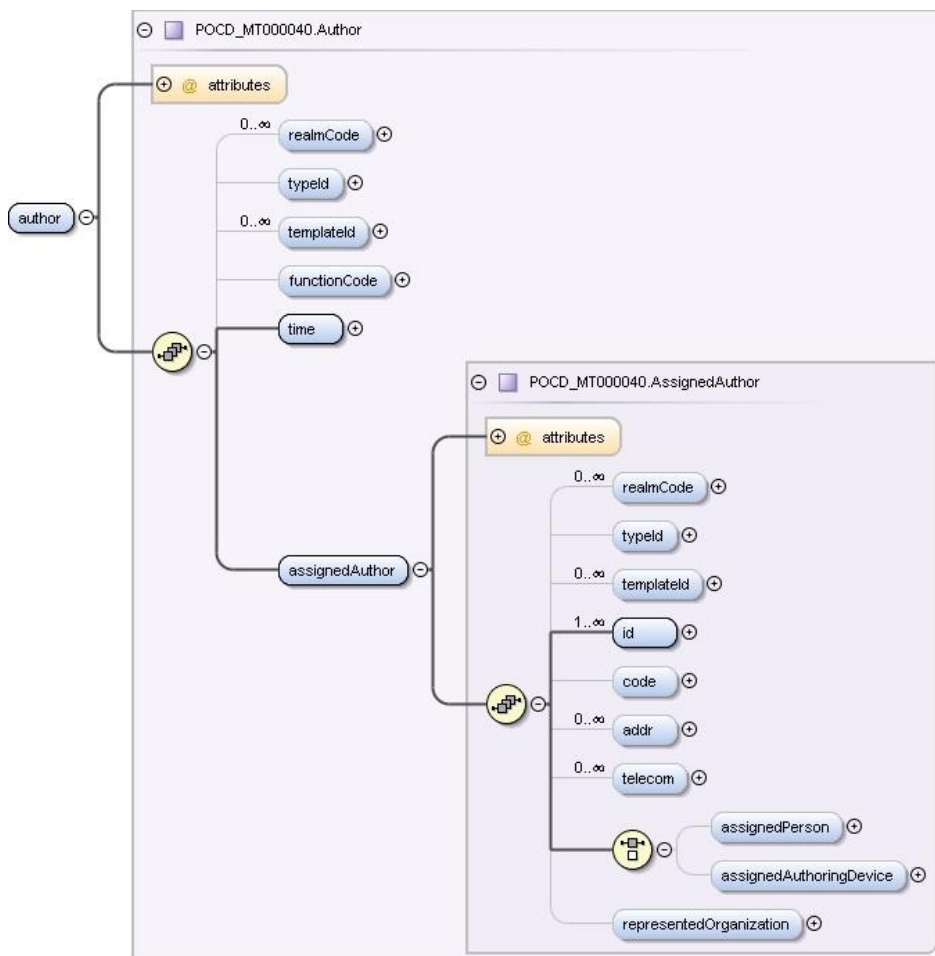 POCD_MT000040.Author
@ attributes
0..∞
realmCode
typeId
0..∞
templateId
functionCode
time
author
POCD_MT000040.AssignedAuthor
@ attributes
0..∞
realmCode
typeId
0..∞
templateId
assignedAuthor
1..∞
id
code
0..∞
addr
0..∞
telecom
assignedPerson
assignedAuthoringDevice
representedOrganization